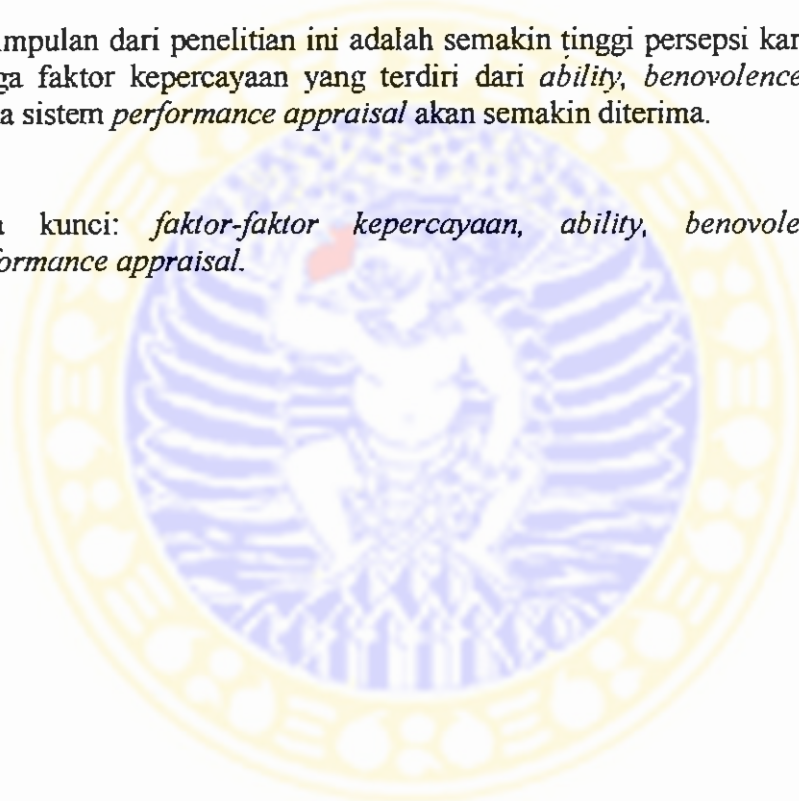 mpulan dari penelitian ini adalah semakin tinggi persepsi kar
ga faktor kepercayaan yang terdiri dari ability, benovolence
a sistem performance appraisal akan semakin diterima.
kunci: faktor-faktor kepercayaan, ability, benovole
ormance appraisal.